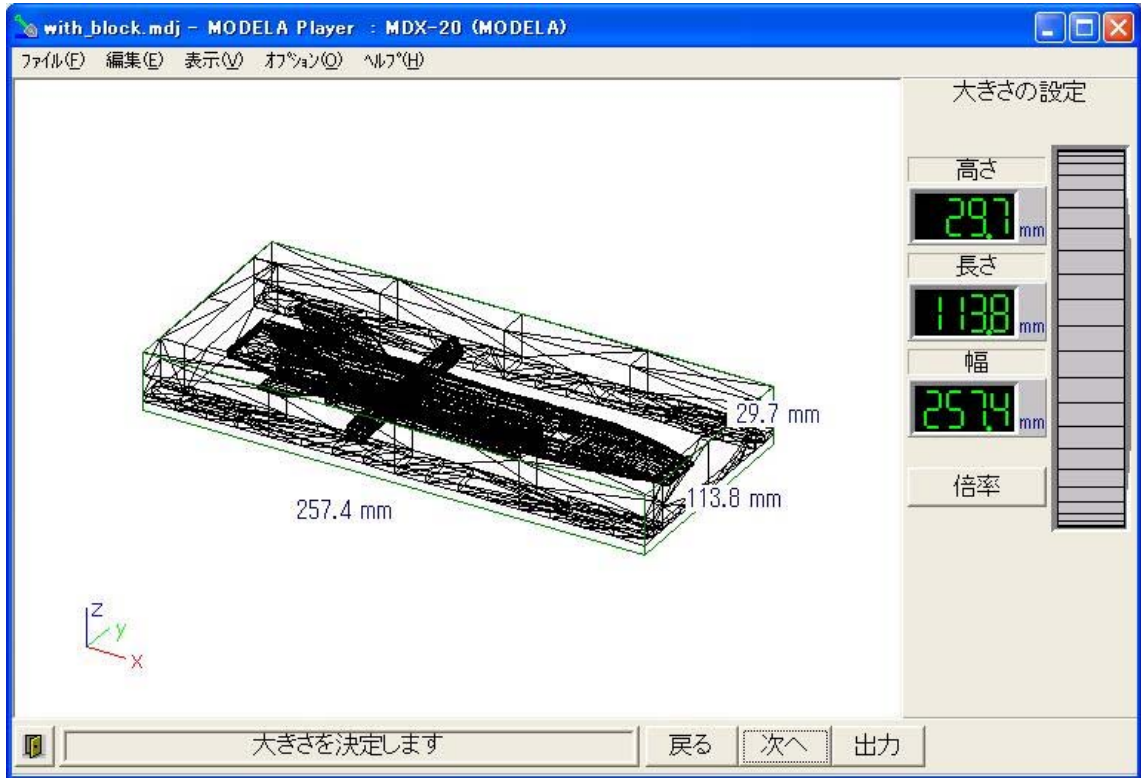 with_block.mdj - MODELA Player : MDX-20 (MODELA)
ファイル(F) 編集(E) 表示(V) オプション(O) ヘルプ(H)
大きさの設定
高さ
29.7 mm
長さ
113.8 mm
幅
257.4 mm
倍率
29.7 mm
113.8 mm
257.4 mm
Z
y
x
大きさを決定します
戻る 次へ 出力